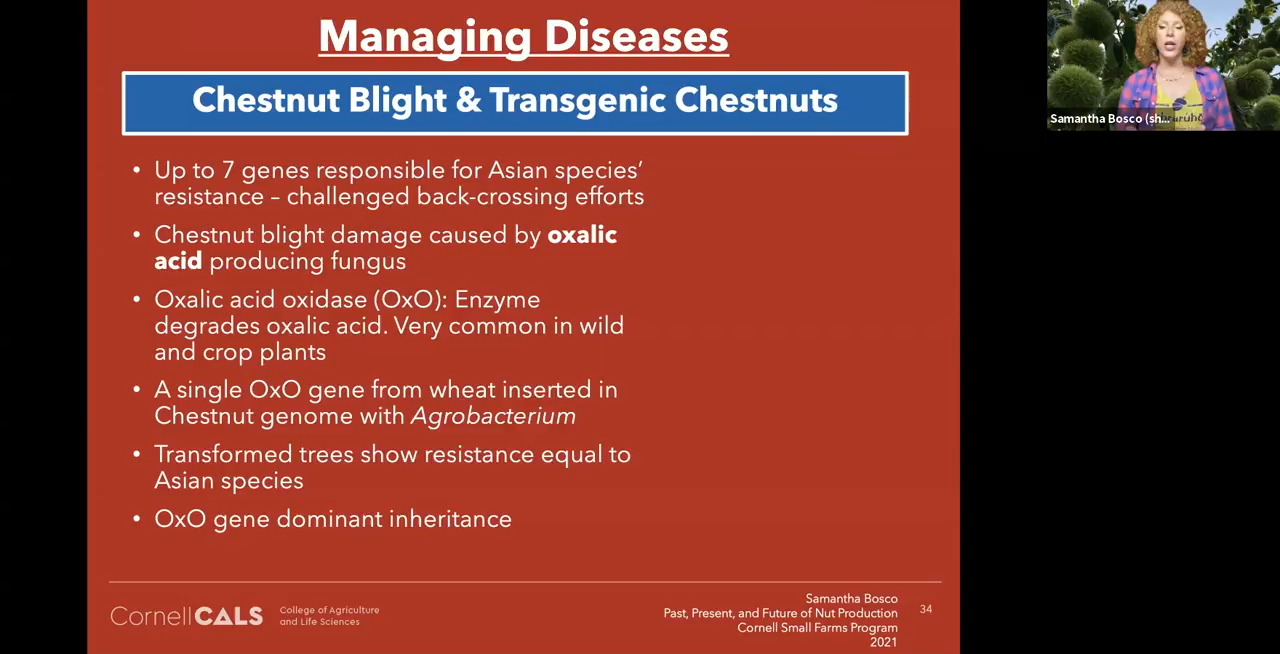 Managing Diseases
Chestnut Blight & Transgenic Chestnuts
• Up to 7 genes responsible for Asian species’
resistance – challenged back-crossing efforts
• Chestnut blight damage caused by oxalic
acid producing fungus
• Oxalic acid oxidase (OxO): Enzyme
degrades oxalic acid. Very common in wild
and crop plants
• A single OxO gene from wheat inserted in
Chestnut genome with Agrobacterium
• Transformed trees show resistance equal to
Asian species
• OxO gene dominant inheritance
CornellCALS
College of Agriculture
and Life Sciences
Samantha Bosco
Past, Present, and Future of Nut Production
Cornell Small Farms Program
2021
34
Samantha Bosco (sh...